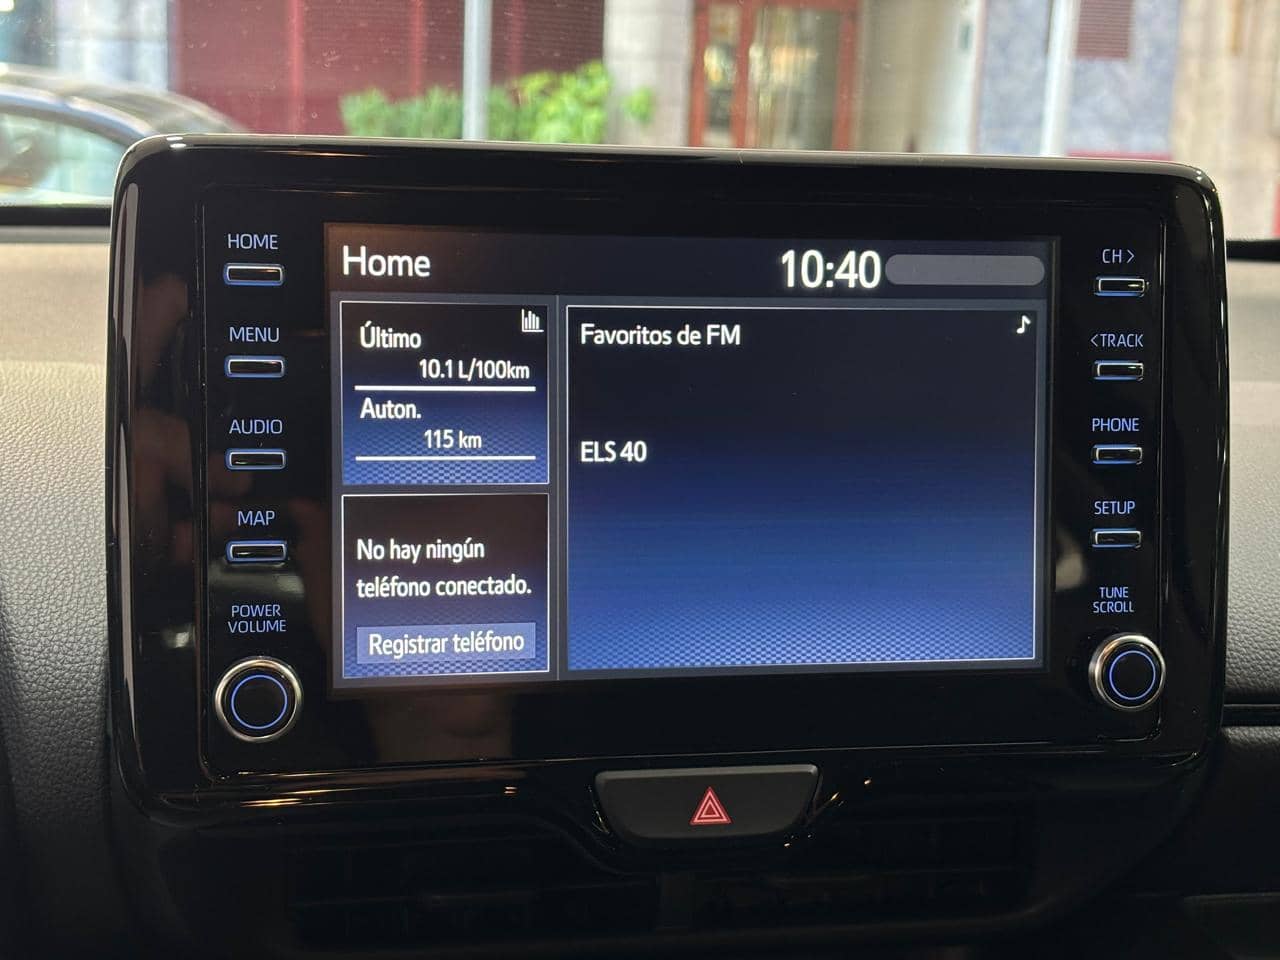 HOME
MENU
AUDIO
MAP
POWER
VOLUME
Home
10:40
Último
10.1 L/100km
Auton.
115 km
No hay ningún
teléfono conectado.
Registrar teléfono
Favoritos de FM
ELS 40
CH >
< TRACK
PHONE
SETUP
TUNE
SCROLL